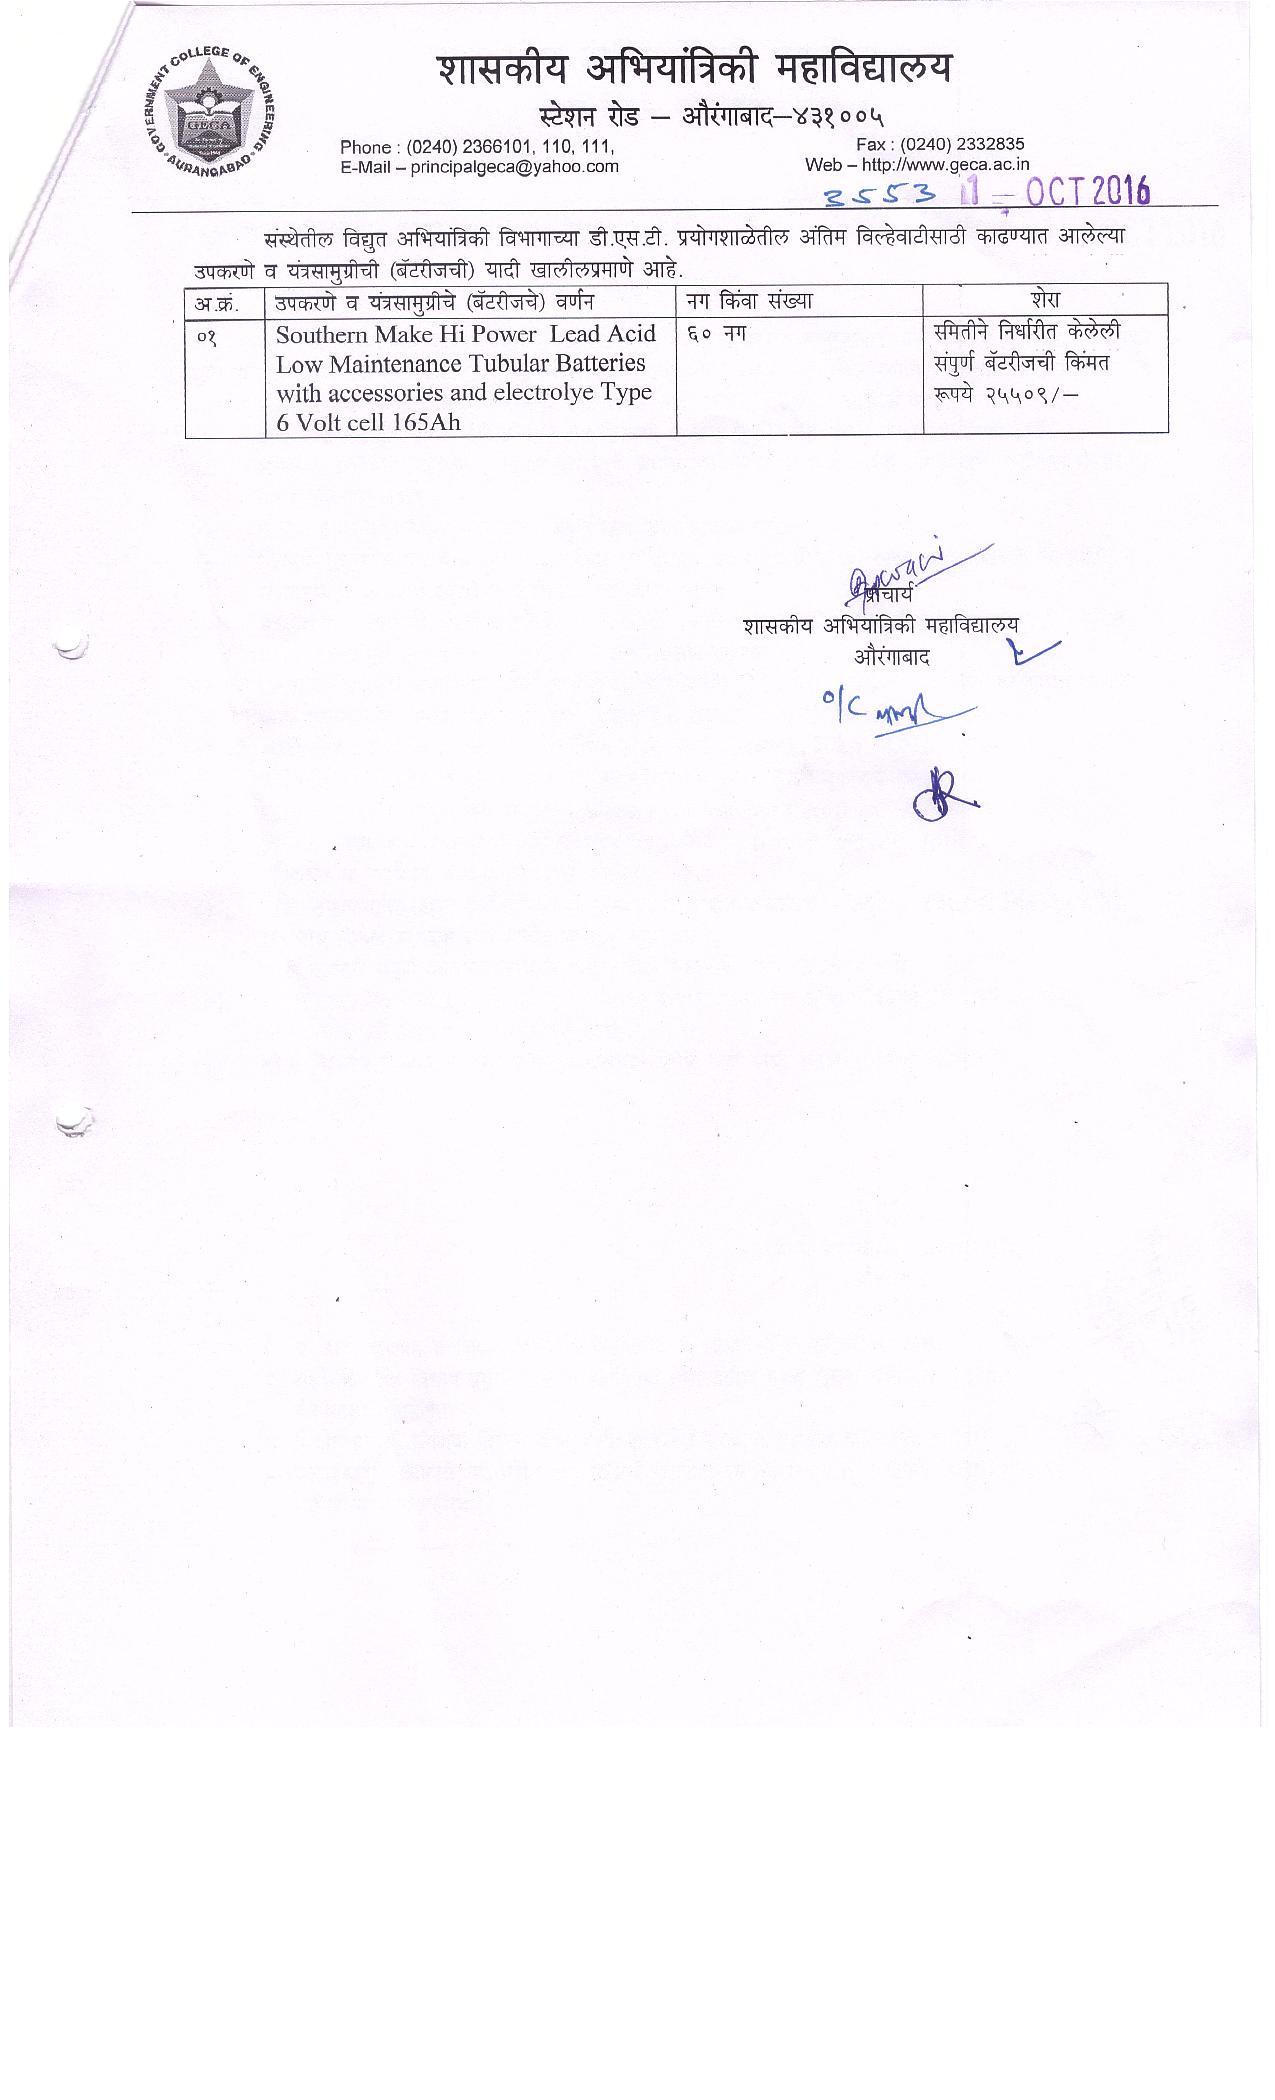 GOVERNMENT COLLEGE OF ENGINEERING
AURANGABAD
GECA
शासकीय अभियांत्रिकी महाविद्यालय
स्टेशन रोड – औरंगाबाद–४३१००५
Phone : (0240) 2366101, 110, 111, Fax : (0240) 2332835
E-Mail – principalgeca@yahoo.com Web – http://www.geca.ac.in
3553 1 – OCT 2016
संस्थेतील विद्युत अभियांत्रिकी विभागाच्या डी.एस.टी. प्रयोगशाळेतील अंतिम विल्हेवाटीसाठी काढण्यात आलेल्या
उपकरणे व यंत्रसामुग्रीची (बॅटरीजची) यादी खालीलप्रमाणे आहे.
अ.क्रं. उपकरणे व यंत्रसामुग्रीचे (बॅटरीजचे) वर्णन नग किंवा संख्या शेरा
०१ Southern Make Hi Power Lead Acid ६० नग समितीने निर्धारीत केलेली
Low Maintenance Tubular Batteries संपुर्ण बॅटरीजची किंमत
with accessories and electrolye Type रूपये २५५०९/–
6 Volt cell 165Ah
प्राचार्य
शासकीय अभियांत्रिकी महाविद्यालय
औरंगाबाद
O/C